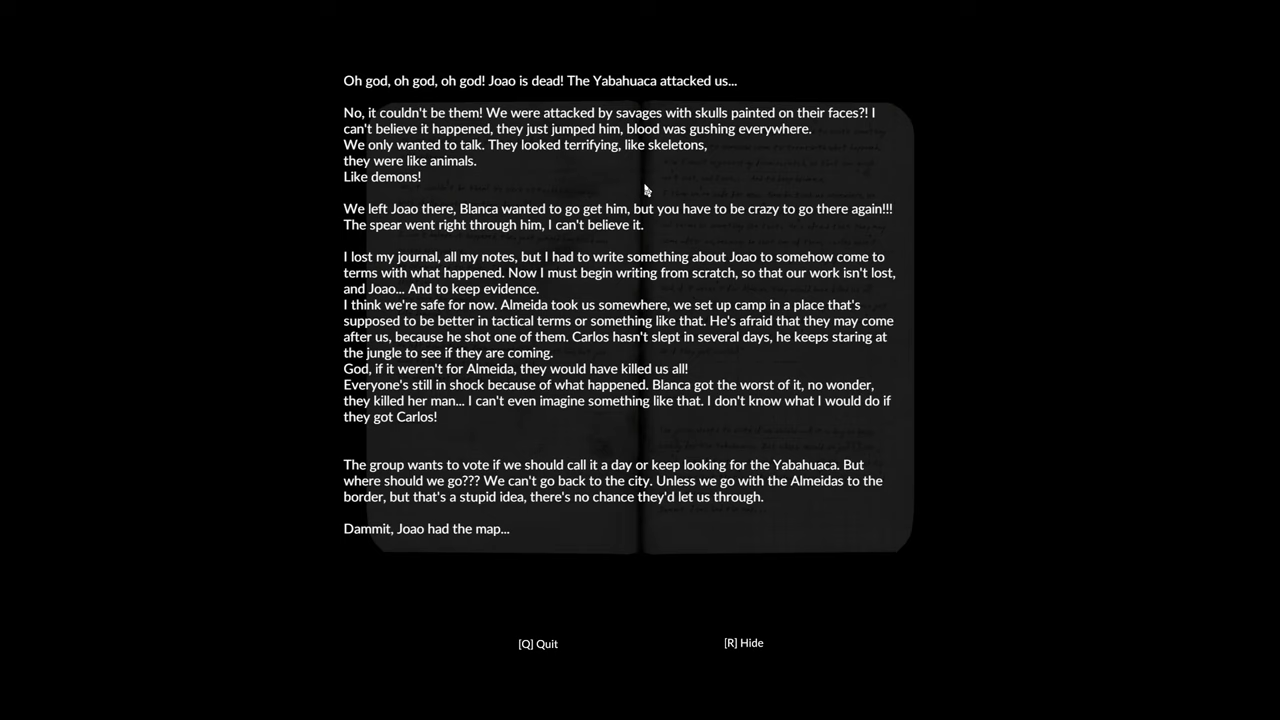 Oh god, oh god, oh god! Joao is dead! The Yabahuaca attacked us...
No, it couldn't be them! We were attacked by savages with skulls painted on their faces?! I
can't believe it happened, they just jumped him, blood was gushing everywhere.
We only wanted to talk. They looked terrifying, like skeletons,
they were like animals.
Like demons!
We left Joao there, Blanca wanted to go get him, but you have to be crazy to go there again!!!
The spear went right through him, I can't believe it.
I lost my journal, all my notes, but I had to write something about Joao to somehow come to
terms with what happened. Now I must begin writing from scratch, so that our work isn't lost,
and Joao... And to keep evidence.
I think we're safe for now. Almeida took us somewhere, we set up camp in a place that's
supposed to be better in tactical terms or something like that. He's afraid that they may come
after us, because he shot one of them. Carlos hasn't slept in several days, he keeps staring at
the jungle to see if they are coming.
God, if it weren't for Almeida, they would have killed us all!
Everyone's still in shock because of what happened. Blanca got the worst of it, no wonder,
they killed her man... I can't even imagine something like that. I don't know what I would do if
they got Carlos!
The group wants to vote if we should call it a day or keep looking for the Yabahuaca. But
where should we go??? We can't go back to the city. Unless we go with the Almeidas to the
border, but that's a stupid idea, there's no chance they'd let us through.
Dammit, Joao had the map...
[Q] Quit
[R] Hide